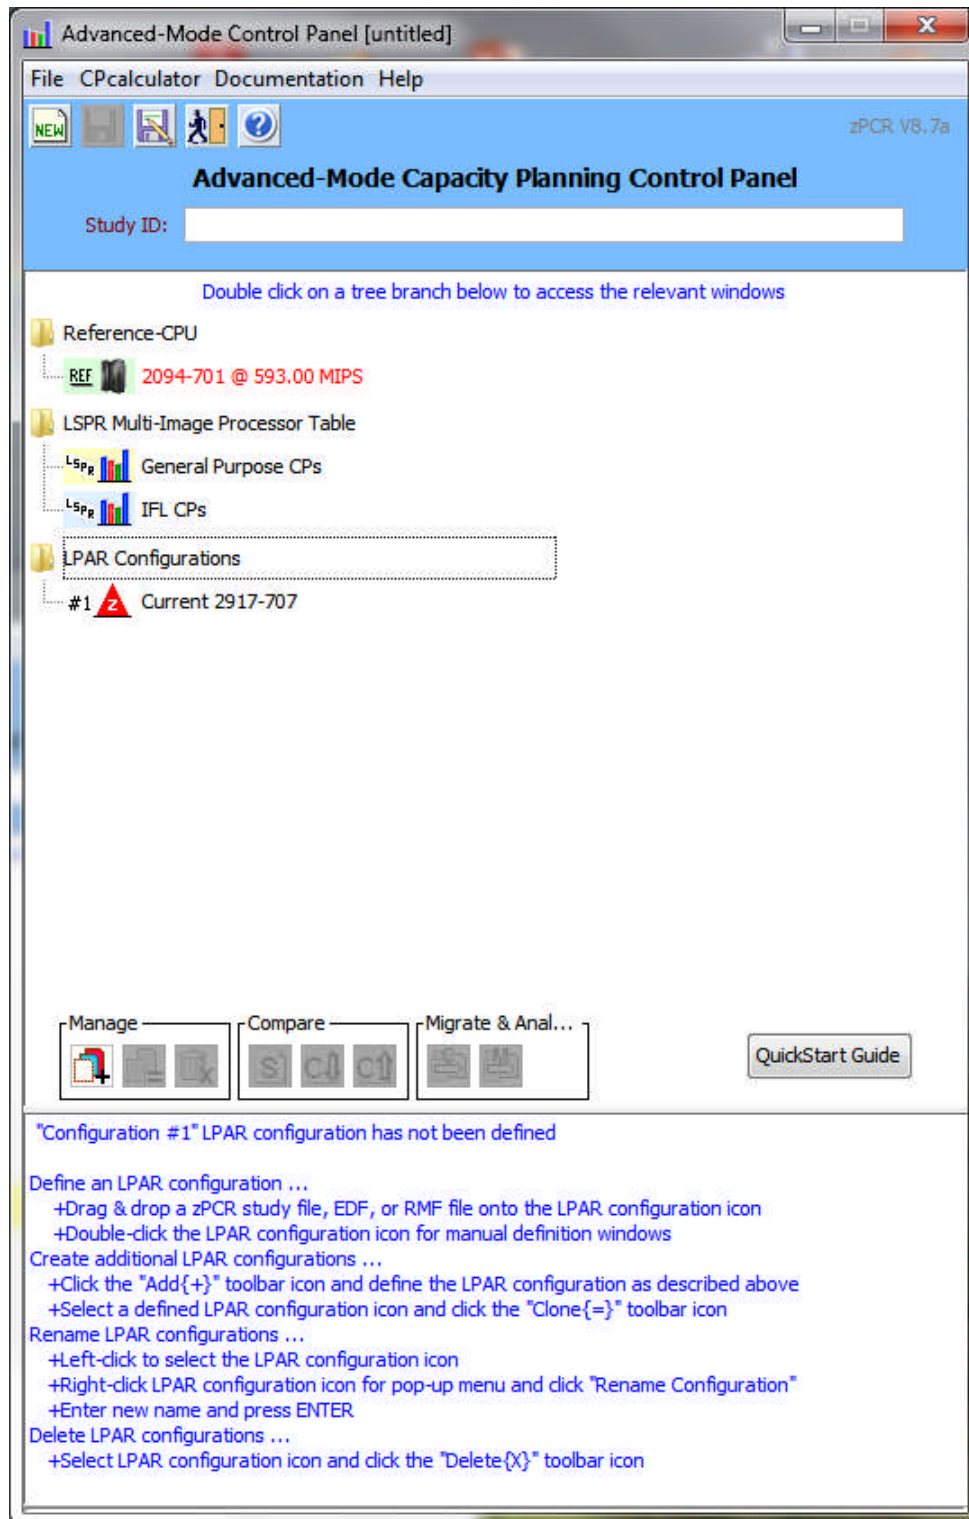 Advanced-Mode Control Panel [untitled]
File CPcalculator Documentation Help
NEW
zPCR V8.7a
Advanced-Mode Capacity Planning Control Panel
Study ID:
Double click on a tree branch below to access the relevant windows
Reference-CPU
REF 2094-701 @ 593.00 MIPS
LSPR Multi-Image Processor Table
LSPR General Purpose CPs
LSPR IFL CPs
LPAR Configurations
#1 z Current 2917-707
Manage Compare Migrate & Anal...
S C C S M
QuickStart Guide
"Configuration #1" LPAR configuration has not been defined
Define an LPAR configuration ...
+Drag & drop a zPCR study file, EDF, or RMF file onto the LPAR configuration icon
+Double-click the LPAR configuration icon for manual definition windows
Create additional LPAR configurations ...
+Click the "Add{+}" toolbar icon and define the LPAR configuration as described above
+Select a defined LPAR configuration icon and click the "Clone{=}" toolbar icon
Rename LPAR configurations ...
+Left-click to select the LPAR configuration icon
+Right-click LPAR configuration icon for pop-up menu and click "Rename Configuration"
+Enter new name and press ENTER
Delete LPAR configurations ...
+Select LPAR configuration icon and click the "Delete{X}" toolbar icon